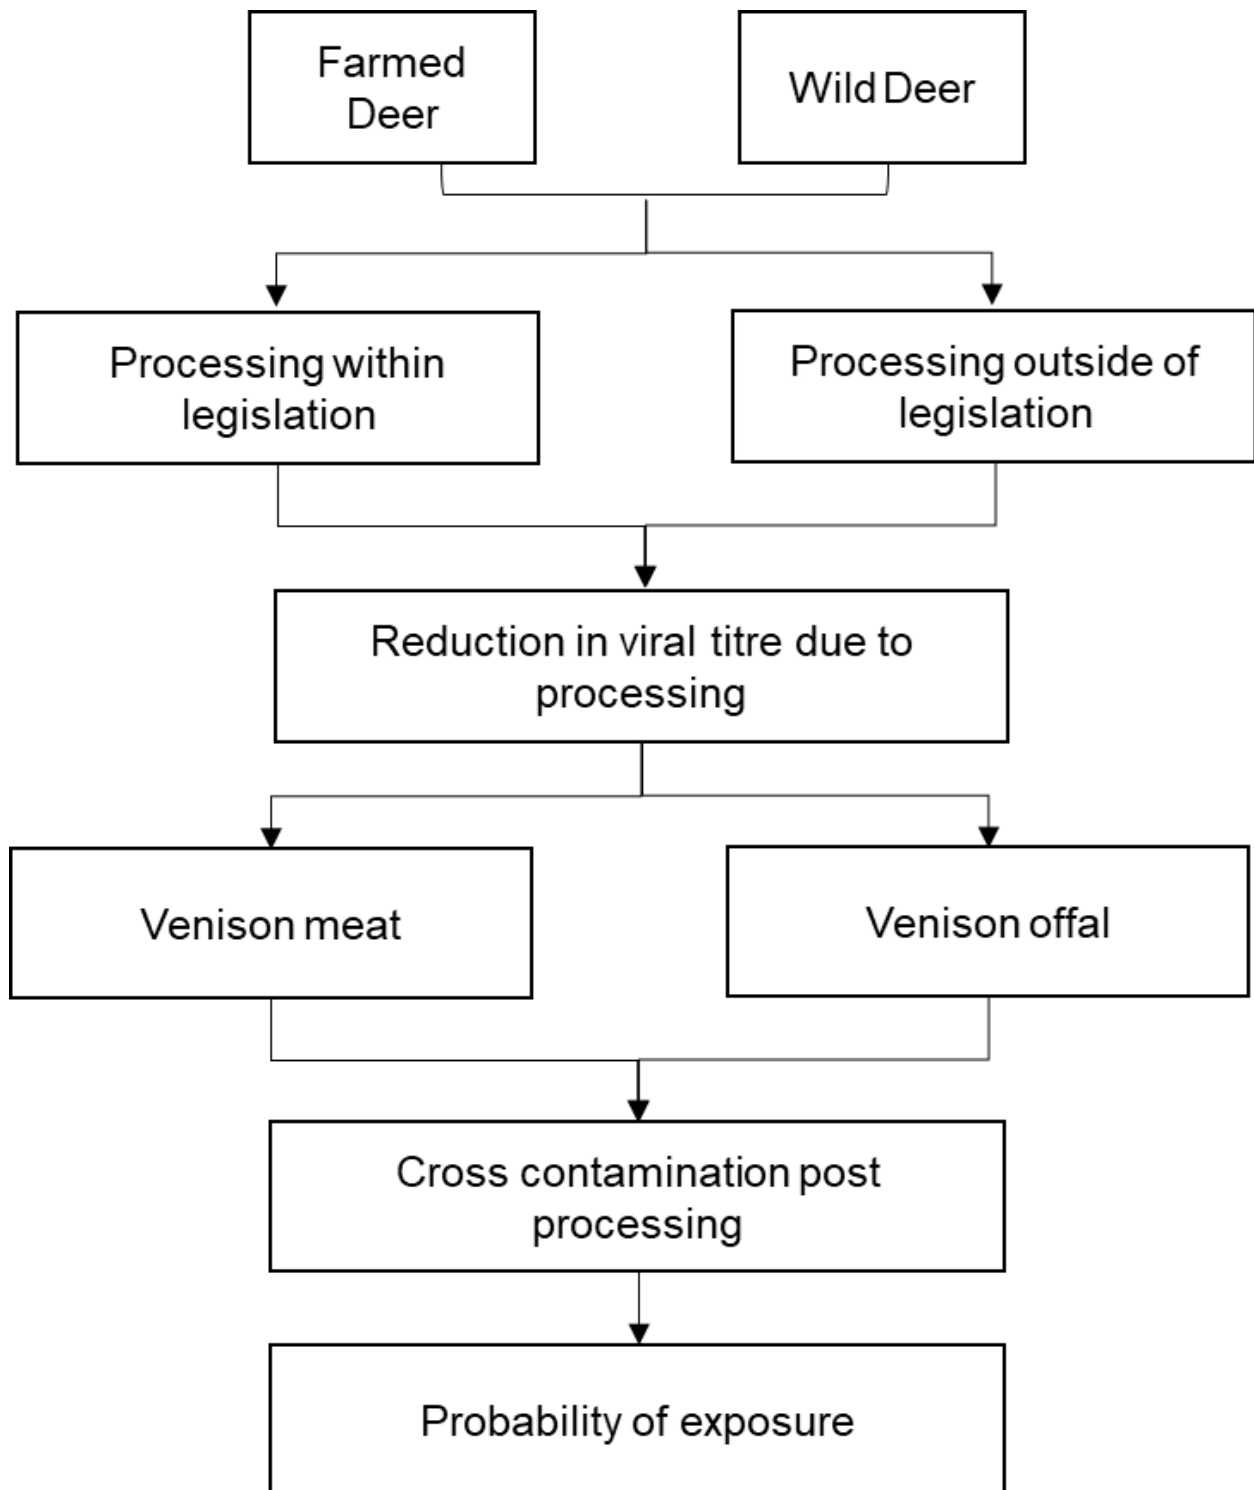 Farmed
Deer
Wild Deer
Processing within
legislation
Processing outside of
legislation
Reduction in viral titre due to
processing
Venison meat
Venison offal
Cross contamination post
processing
Probability of exposure